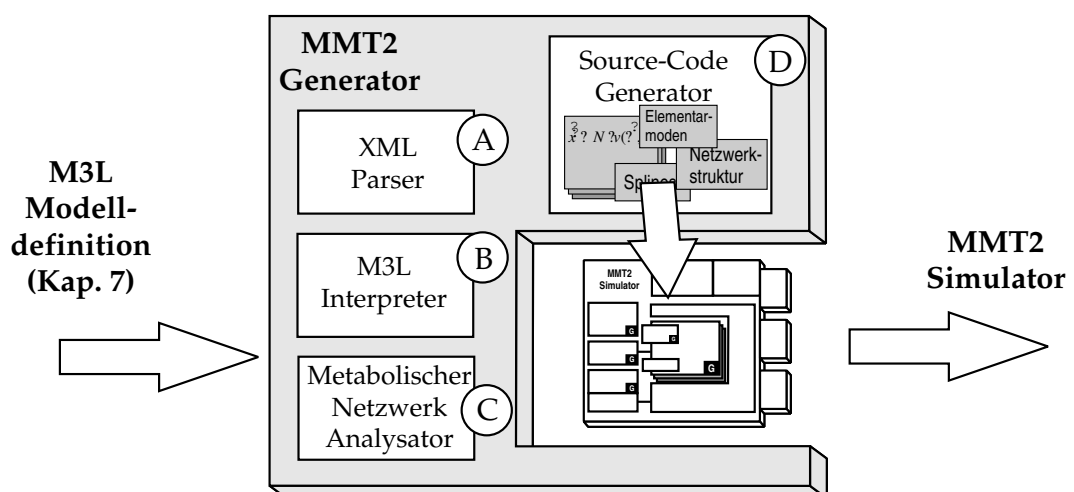 M3L
Modell-
definition
(Kap. 7)
MMT2
Generator
XML
Parser
A
M3L
Interpreter
B
Metabolischer
Netzwerk
Analysator
C
Source-Code
Generator
D
x ? N ?v(?
Elementar-
moden
Netzwerk-
struktur
Splines
MMT2
Simulator
G
G
G
G
G
MMT2
Simulator